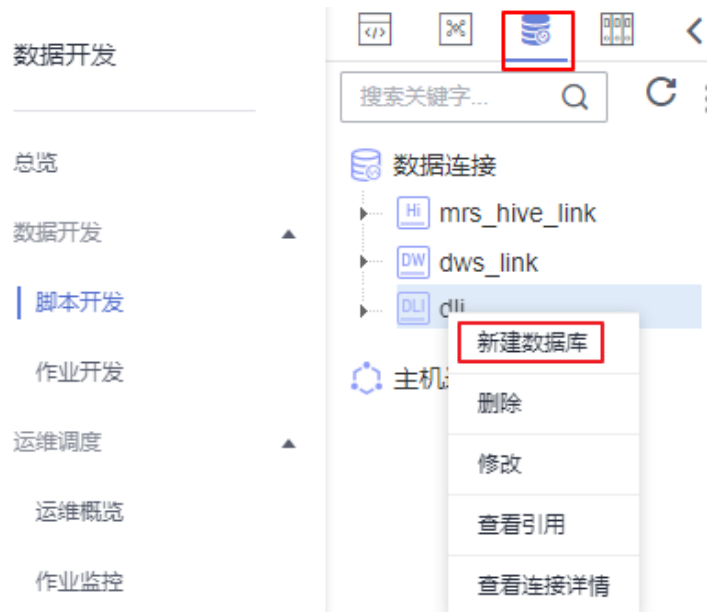 数据开发
总览
数据开发
脚本开发
作业开发
运维调度
运维概览
作业监控
搜索关键字...
数据连接
Hi mrs_hive_link
DW dws_link
DLI dli
主机
新建数据库
删除
修改
查看引用
查看连接详情